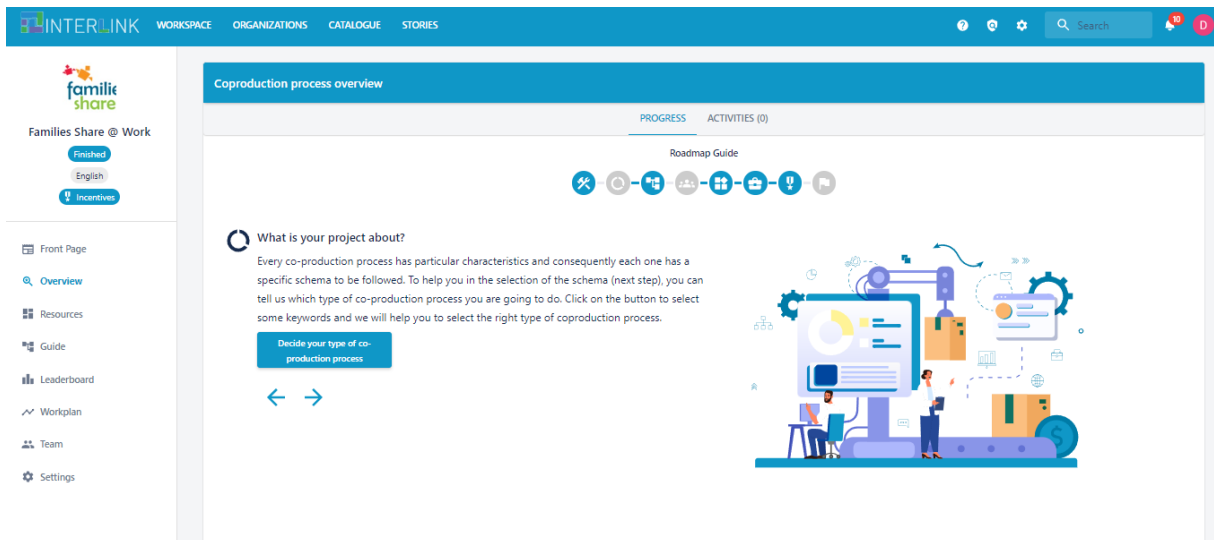 INTERLINK WORKSPACE ORGANIZATIONS CATALOGUE STORIES Search 10 D
familie
share
Families Share @ Work
Finished
English
Incentives
Front Page
Overview
Resources
Guide
Leaderboard
Workplan
Team
Settings
Coproduction process overview
PROGRESS ACTIVITIES (0)
Roadmap Guide
What is your project about?
Every co-production process has particular characteristics and consequently each one has a
specific schema to be followed. To help you in the selection of the schema (next step), you can
tell us which type of co-production process you are going to do. Click on the button to select
some keywords and we will help you to select the right type of coproduction process.
Decide your type of co-
production process